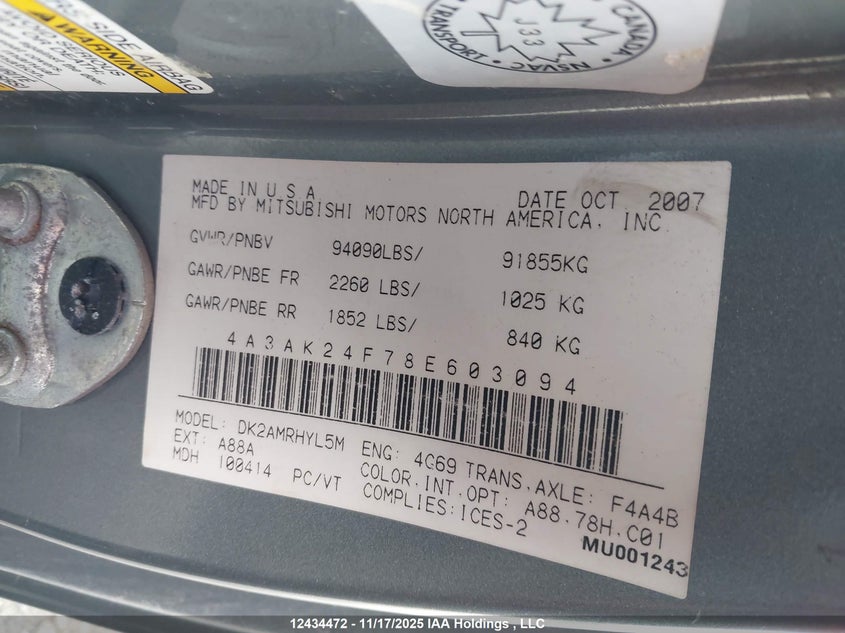 SIDE AIRBAG
WARNING
CANADA
TRANSPORT
J33
NSVAC
MADE IN U S A
DATE OCT. 2007
MFD BY MITSUBISHI MOTORS NORTH AMERICA, INC.
GVWR/PNBV 94090LBS/ 91855KG
GAWR/PNBE FR 2260 LBS/ 1025 KG
GAWR/PNBE RR 1852 LBS/ 840 KG
4A3AK24F78E603094
MODEL: DK2AMRHYL5M ENG: 4G69 TRANS.AXLE: F4A4B
EXT: A88A COLOR.INT.OPT: A88.78H.C01
MDH 100414 PC/VT COMPLIES:ICES-2
MU001243
12434472 - 11/17/2025 IAA Holdings , LLC